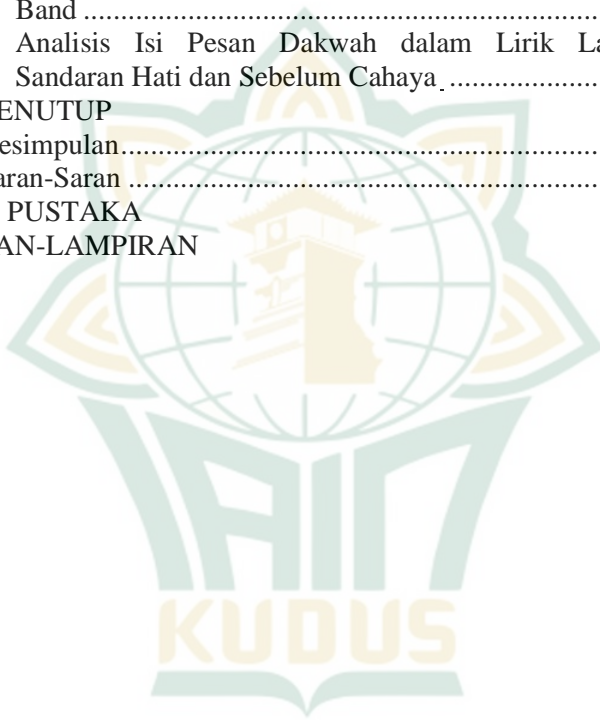 Band ........................................................................
Analisis Isi Pesan Dakwah dalam Lirik La
Sandaran Hati dan Sebelum Cahaya ......................
ENUTUP
esimpulan..................................................................
aran-Saran ................................................................
PUSTAKA
AN-LAMPIRAN
IAIN
KUDUS